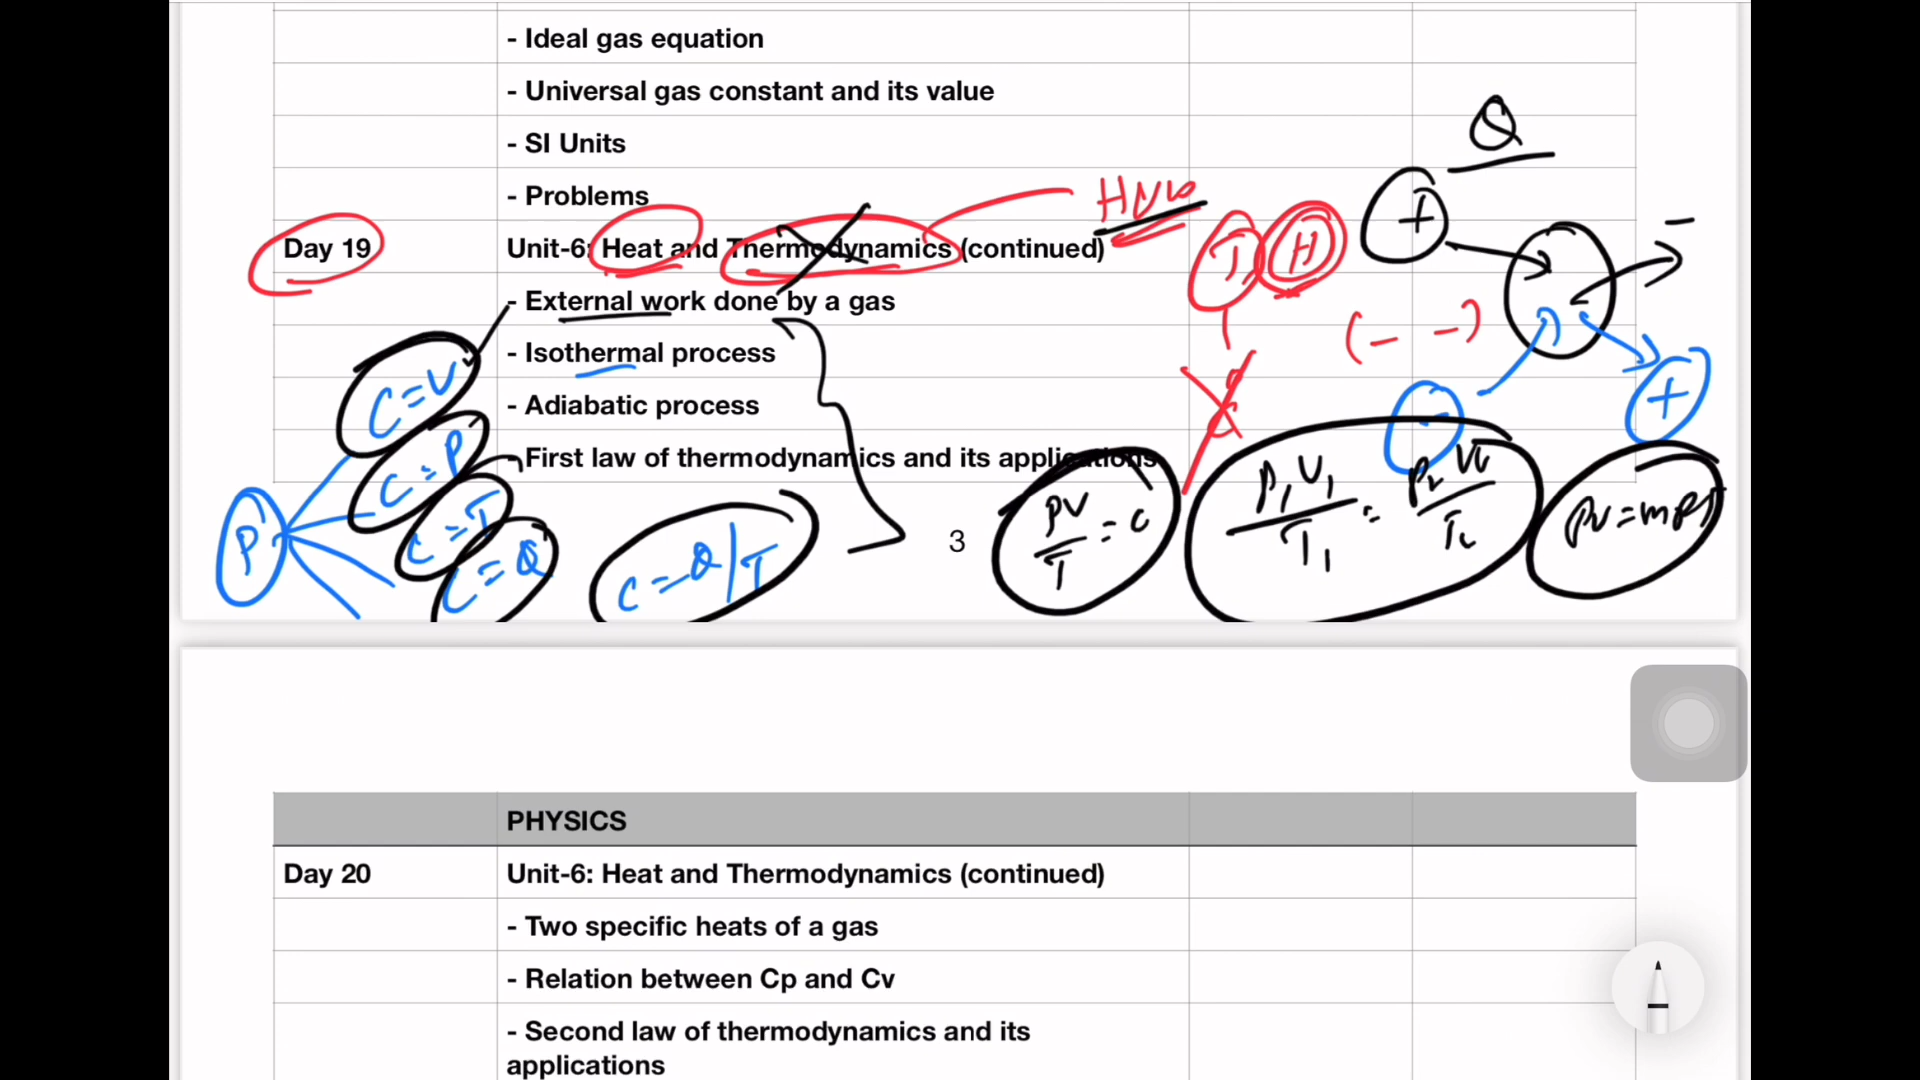 - Ideal gas equation
- Universal gas constant and its value
- SI Units
- Problems
Q
+
-
Day 19
Unit-6: Heat and Thermodynamics (continued)
T
H
(- -)
- External work done by a gas
- Isothermal process
- Adiabatic process
- First law of thermodynamics and its applications
C=V
C=P
C=T
C=Q
P
C=Q/T
+
3
PV/T = C
P1V1/T1 = P2V2/T2
PHYSICS
Day 20
Unit-6: Heat and Thermodynamics (continued)
- Two specific heats of a gas
- Relation between Cp and Cv
- Second law of thermodynamics and its
applications